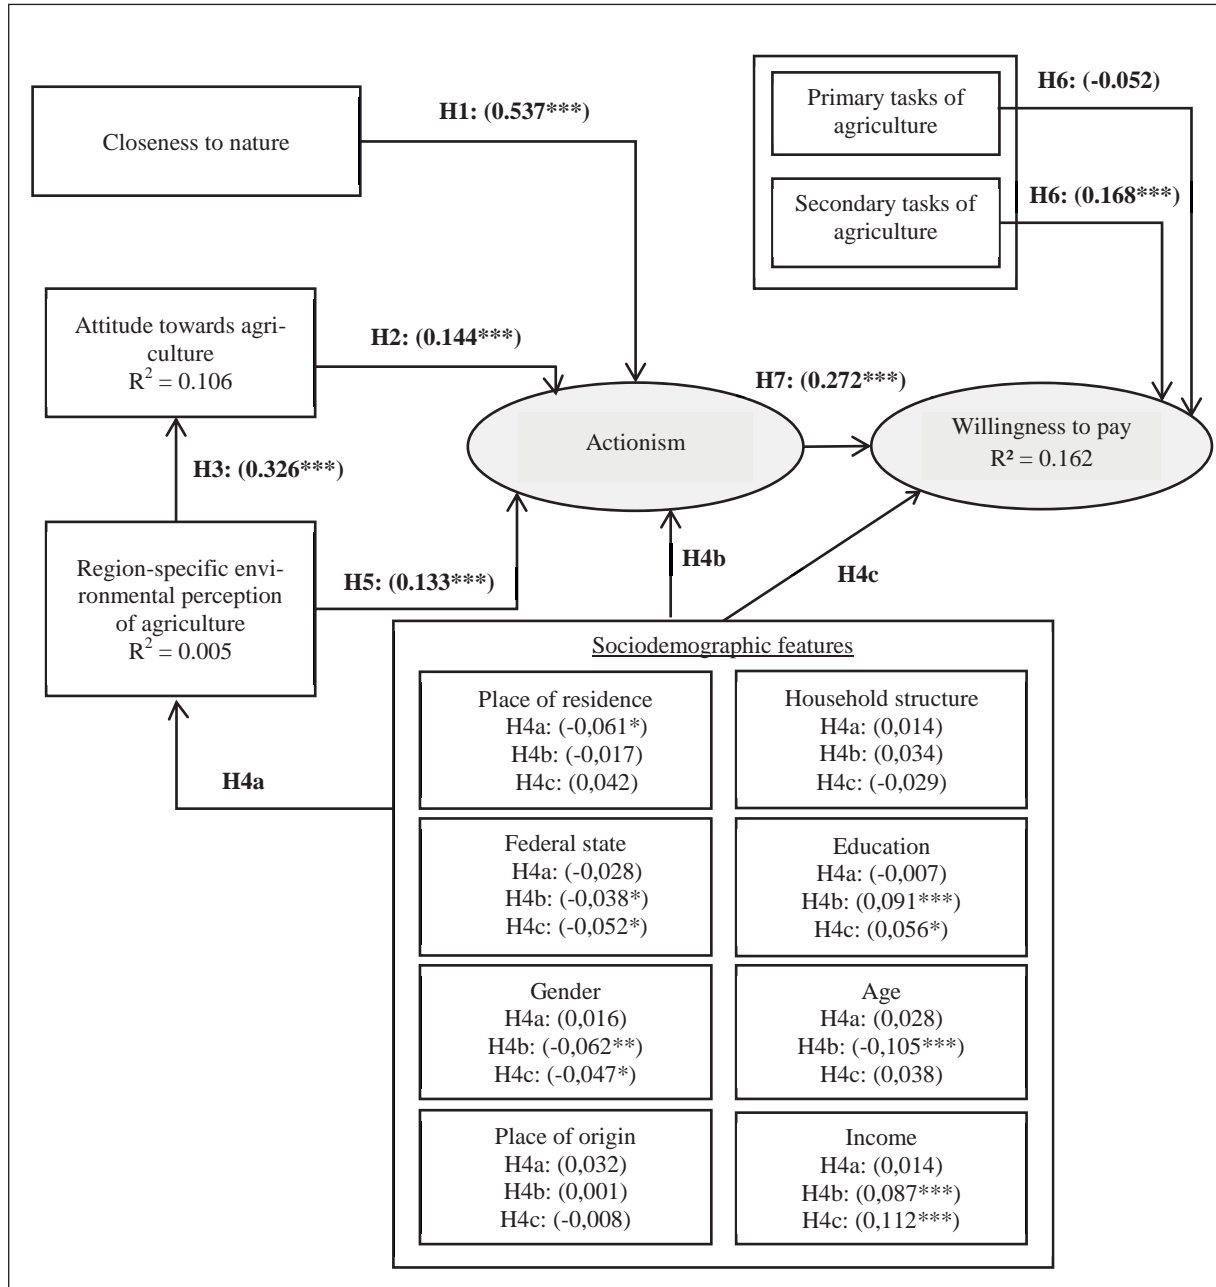 H1: (0.537***)
Closeness to nature
Primary tasks of
agriculture
H6: (-0.052)
Secondary tasks of
agriculture
H6: (0.168***)
Attitude towards agri-
culture
R² = 0.106
H2: (0.144***)
H3: (0.326***)
Actionism
H7: (0.272***)
Willingness to pay
R² = 0.162
Region-specific envi-
ronmental perception
of agriculture
R² = 0.005
H5: (0.133***)
H4b
H4c
H4a
Sociodemographic features
Place of residence
H4a: (-0,061*)
H4b: (-0,017)
H4c: (0,042)
Household structure
H4a: (0,014)
H4b: (0,034)
H4c: (-0,029)
Federal state
H4a: (-0,028)
H4b: (-0,038*)
H4c: (-0,052*)
Education
H4a: (-0,007)
H4b: (0,091***)
H4c: (0,056*)
Gender
H4a: (0,016)
H4b: (-0,062**)
H4c: (-0,047*)
Age
H4a: (0,028)
H4b: (-0,105***)
H4c: (0,038)
Place of origin
H4a: (0,032)
H4b: (0,001)
H4c: (-0,008)
Income
H4a: (0,014)
H4b: (0,087***)
H4c: (0,112***)